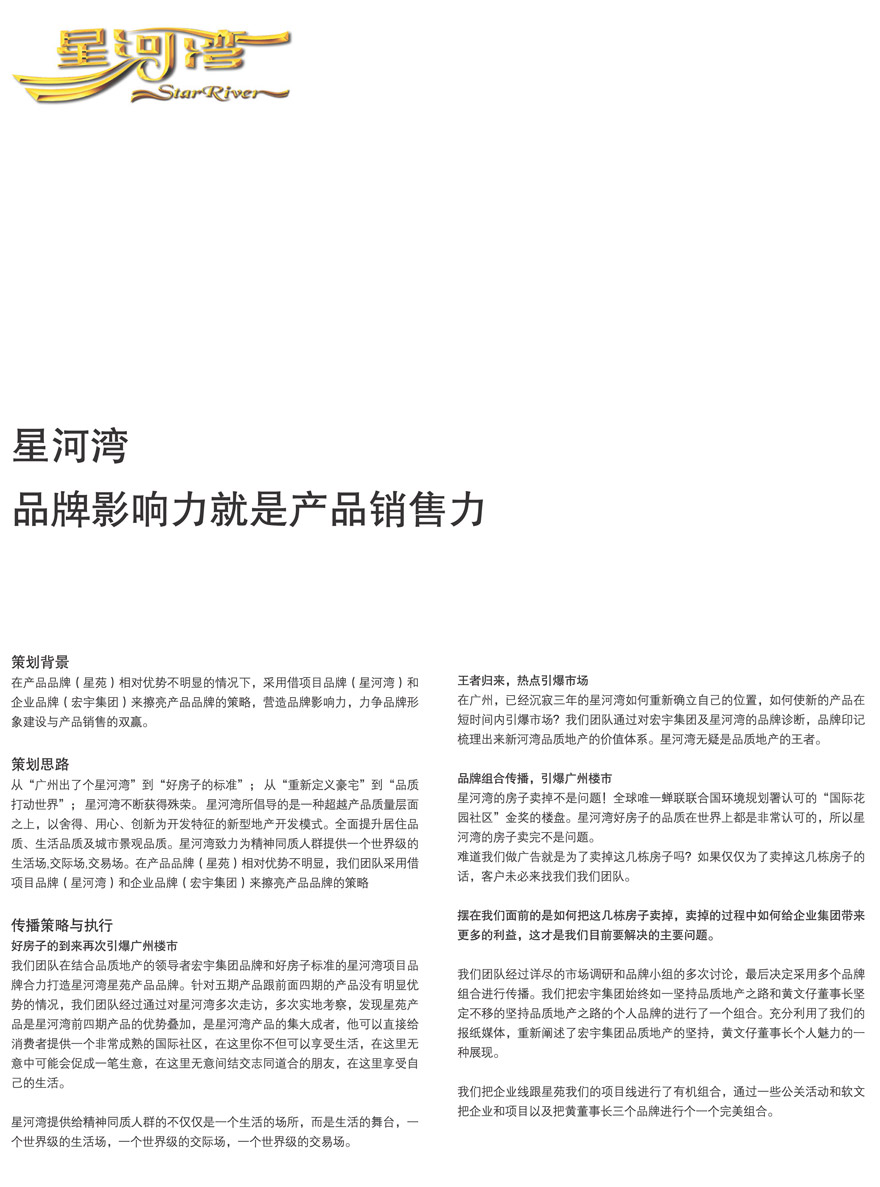 星河湾
StarRiver
星河湾
品牌影响力就是产品销售力
策划背景
在产品品牌（星苑）相对优势不明显的情况下，采用借项目品牌（星河湾）和
企业品牌（宏宇集团）来擦亮产品品牌的策略，营造品牌影响力，力争品牌形
象建设与产品销售的双赢。
策划思路
从“广州出了个星河湾”到“好房子的标准”； 从“重新定义豪宅”到“品质
打动世界”； 星河湾不断获得殊荣。 星河湾所倡导的是一种超越产品质量层面
之上，以舍得、用心、创新为开发特征的新型地产开发模式。全面提升居住品
质、生活品质及城市景观品质。星河湾致力为精神同质人群提供一个世界级的
生活场,交际场,交易场。在产品品牌（星苑）相对优势不明显，我们团队采用借
项目品牌（星河湾）和企业品牌（宏宇集团）来擦亮产品品牌的策略
传播策略与执行
好房子的到来再次引爆广州楼市
我们团队在结合品质地产的领导者宏宇集团品牌和好房子标准的星河湾项目品
牌合力打造星河湾星苑产品品牌。针对五期产品跟前面四期的产品没有明显优
势的情况，我们团队经过通过对星河湾多次走访，多次实地考察，发现星苑产
品是星河湾前四期产品的优势叠加，是星河湾产品的集大成者，他可以直接给
消费者提供一个非常成熟的国际社区，在这里你不但可以享受生活，在这里无
意中可能会促成一笔生意，在这里无意间结交志同道合的朋友，在这里享受自
己的生活。
星河湾提供给精神同质人群的不仅仅是一个生活的场所，而是生活的舞台，一
个世界级的生活场，一个世界级的交际场，一个世界级的交易场。
王者归来，热点引爆市场
在广州，已经沉寂三年的星河湾如何重新确立自己的位置，如何使新的产品在
短时间内引爆市场？我们团队通过对宏宇集团及星河湾的品牌诊断，品牌印记
梳理出来新河湾品质地产的价值体系。星河湾无疑是品质地产的王者。
品牌组合传播，引爆广州楼市
星河湾的房子卖掉不是问题！全球唯一蝉联联合国环境规划署认可的“国际花
园社区”金奖的楼盘。星河湾好房子的品质在世界上都是非常认可的，所以星
河湾的房子卖完不是问题。
难道我们做广告就是为了卖掉这几栋房子吗？如果仅仅为了卖掉这几栋房子的
话，客户未必来找我们我们团队。
摆在我们面前的是如何把这几栋房子卖掉，卖掉的过程中如何给企业集团带来
更多的利益，这才是我们目前要解决的主要问题。
我们团队经过详尽的市场调研和品牌小组的多次讨论，最后决定采用多个品牌
组合进行传播。我们把宏宇集团始终如一坚持品质地产之路和黄文仔董事长坚
定不移的坚持品质地产之路的个人品牌的进行了一个组合。充分利用了我们的
报纸媒体，重新阐述了宏宇集团品质地产的坚持，黄文仔董事长个人魅力的一
种展现。
我们把企业线跟星苑我们的项目线进行了有机组合，通过一些公关活动和软文
把企业和项目以及把黄董事长三个品牌进行个一个完美组合。